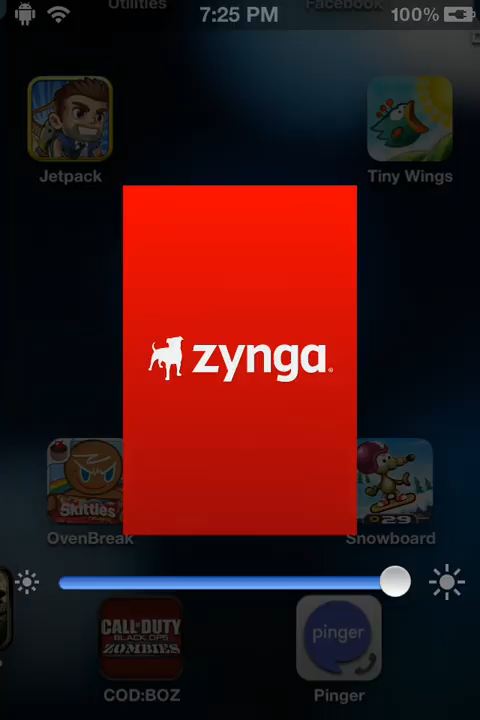 Utilities
Facebook
7:25 PM
100%
Jetpack
Tiny Wings
zynga
Skittles
29
OvenBreak
Snowboard
CALL OF DUTY
BLACK OPS
ZOMBIES
pinger
COD:BOZ
Pinger